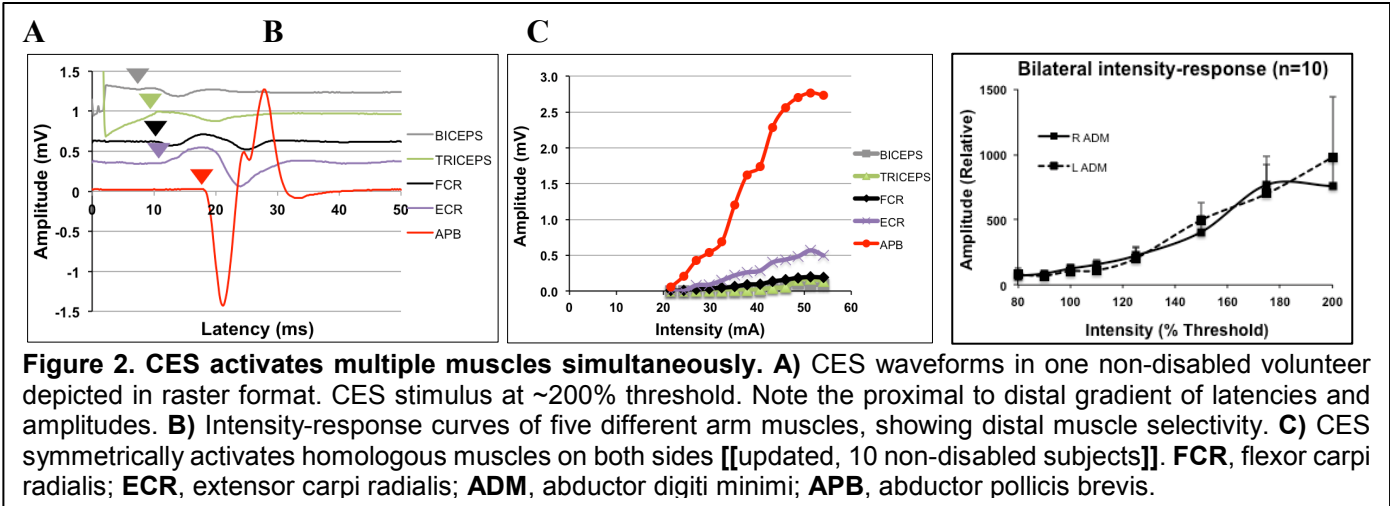 A B C
1.5
1
0.5
0
-0.5
-1
-1.5
0 10 20 30 40 50
Amplitude (mV)
Latency (ms)
BICEPS
TRICEPS
FCR
ECR
APB
3.0
2.5
2.0
1.5
1.0
0.5
0.0
0 10 20 30 40 50 60
Amplitude (mV)
Intensity (mA)
BICEPS
TRICEPS
FCR
ECR
APB
Bilateral intensity-response (n=10)
1500
1000
500
0
80 100 120 140 160 180 200
Amplitude (Relative)
Intensity (% Threshold)
R ADM
L ADM
Figure 2. CES activates multiple muscles simultaneously. A) CES waveforms in one non-disabled volunteer
depicted in raster format. CES stimulus at ~200% threshold. Note the proximal to distal gradient of latencies and
amplitudes. B) Intensity-response curves of five different arm muscles, showing distal muscle selectivity. C) CES
symmetrically activates homologous muscles on both sides [[updated, 10 non-disabled subjects]]. FCR, flexor carpi
radialis; ECR, extensor carpi radialis; ADM, abductor digiti minimi; APB, abductor pollicis brevis.